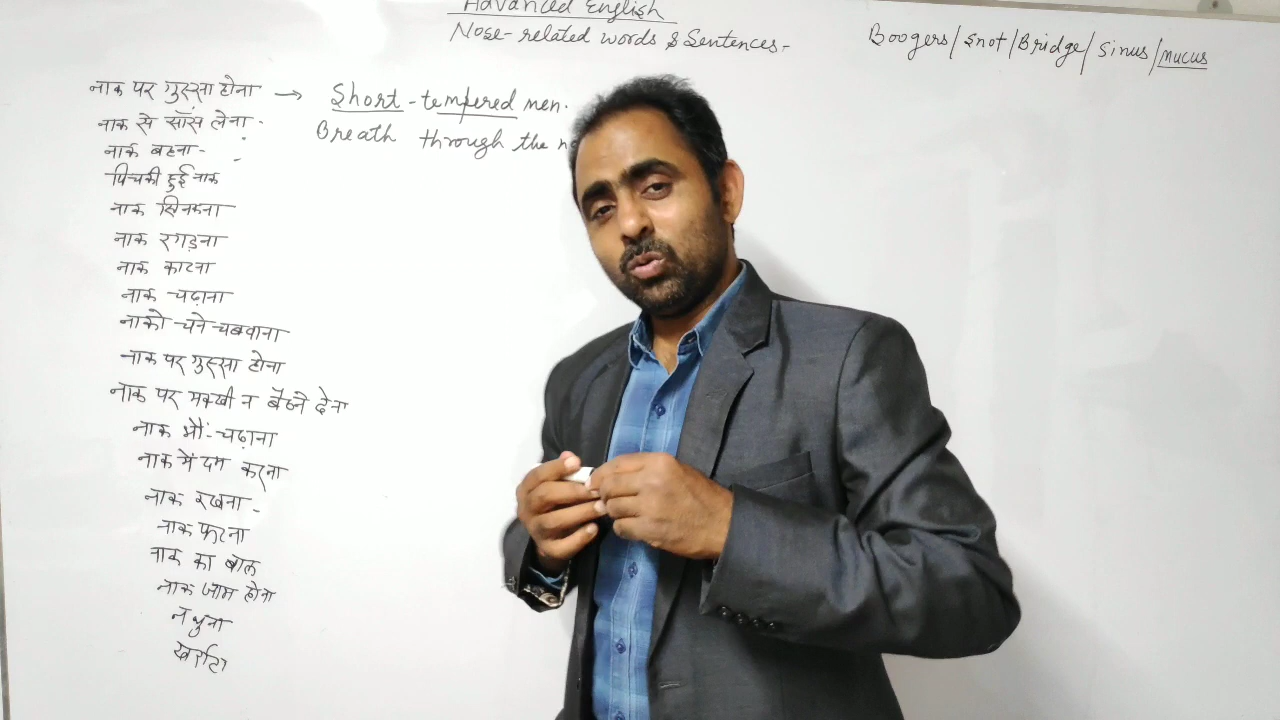 Advanced English
Nose-related words & Sentences-
Boogers/Snot/Bridge/Sinus/mucus
नाक पर गुस्सा होना → Short-tempered men.
नाक से साँस लेना - Breath through the
नाक बहना -
पिचकी हुई नाक
नाक छिनकना
नाक रगड़ना
नाक काटना
नाक चढ़ाना
नाको चने चबवाना
नाक पर गुस्सा होना
नाक पर मक्खी न बैठने देना
नाक भौं-चढ़ाना
नाक में दम करना
नाक रखना -
नाक फटना
नाक का बाल
नाक जाम होना
नथुना
खर्राटा